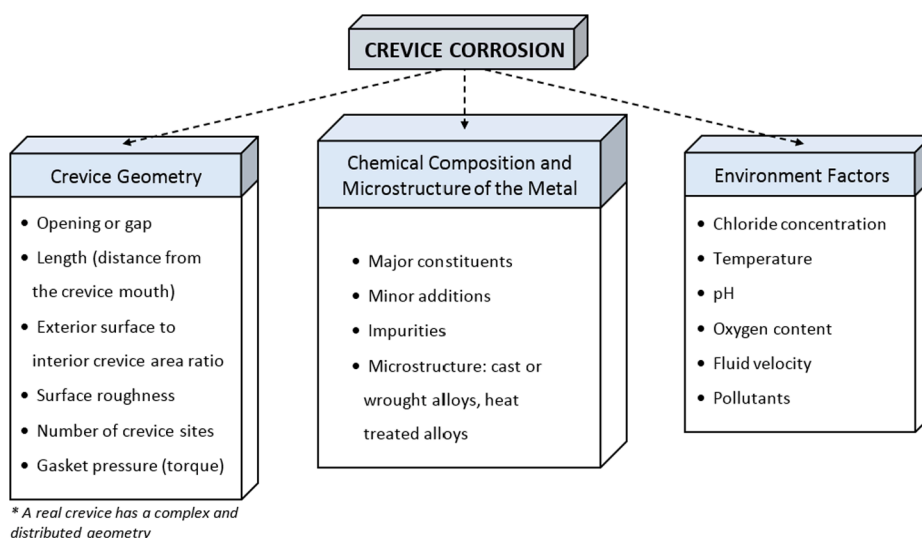 CREVICE CORROSION
Crevice Geometry
• Opening or gap
• Length (distance from
the crevice mouth)
• Exterior surface to
interior crevice area ratio
• Surface roughness
• Number of crevice sites
• Gasket pressure (torque)
* A real crevice has a complex and
distributed geometry
Chemical Composition and
Microstructure of the Metal
• Major constituents
• Minor additions
• Impurities
• Microstructure: cast or
wrought alloys, heat
treated alloys
Environment Factors
• Chloride concentration
• Temperature
• pH
• Oxygen content
• Fluid velocity
• Pollutants